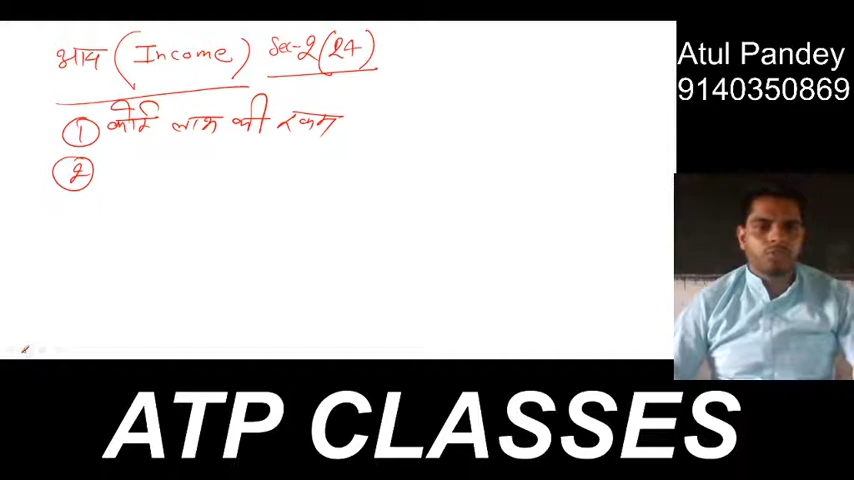 आय (Income) Sec-2(24)
① कोई लाभ की रकम
②
Atul Pandey
9140350869
ATP CLASSES